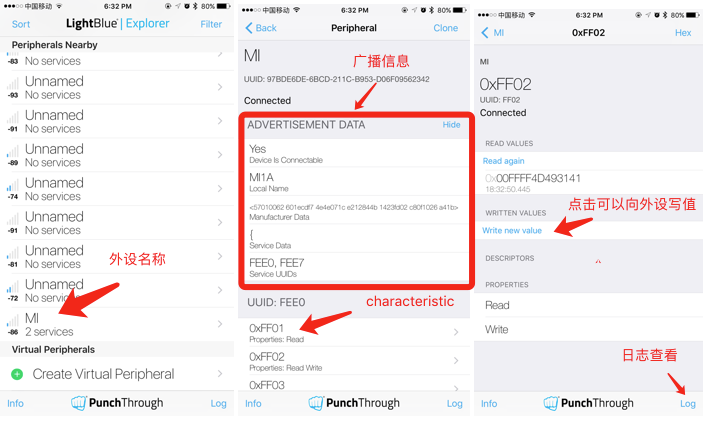 中国移动 6:32 PM 80%
Sort LightBlue Explorer Filter
Peripherals Nearby
-83 No services
Unnamed
-93 No services
Unnamed
-91 No services
Unnamed
-89 No services
Unnamed
-74 No services
Unnamed
-91 No services
Unnamed
-81 No services
Unnamed
-72 No services
外设名称
MI
-86 2 services
Virtual Peripherals
Create Virtual Peripheral
Info PunchThrough Log
中国移动 6:32 PM 80%
Back Peripheral Clone
MI
广播信息
UUID: 97BDE6DE-6BCD-211C-B953-D06F09562342
Connected
ADVERTISEMENT DATA Hide
Yes
Device Is Connectable
MI1A
Local Name
<57010062 601ecdf7 4e4e071c e212844b 1423fd02 c80f1026 a41b>
Manufacturer Data
{
Service Data
FEE0, FEE7
Service UUIDs
UUID: FEE0
characteristic
0xFF01
Properties: Read
0xFF02
Properties: Read Write
0xFF03
Info PunchThrough Log
中国移动 6:32 PM 80%
MI 0xFF02 Hex
MI
0xFF02
UUID: FF02
Connected
READ VALUES
Read again
0x00FFFF4D493141
18:32:50.445
点击可以向外设写值
WRITTEN VALUES
Write new value
DESCRIPTORS
PROPERTIES
Read
Write
日志查看
Info PunchThrough Log